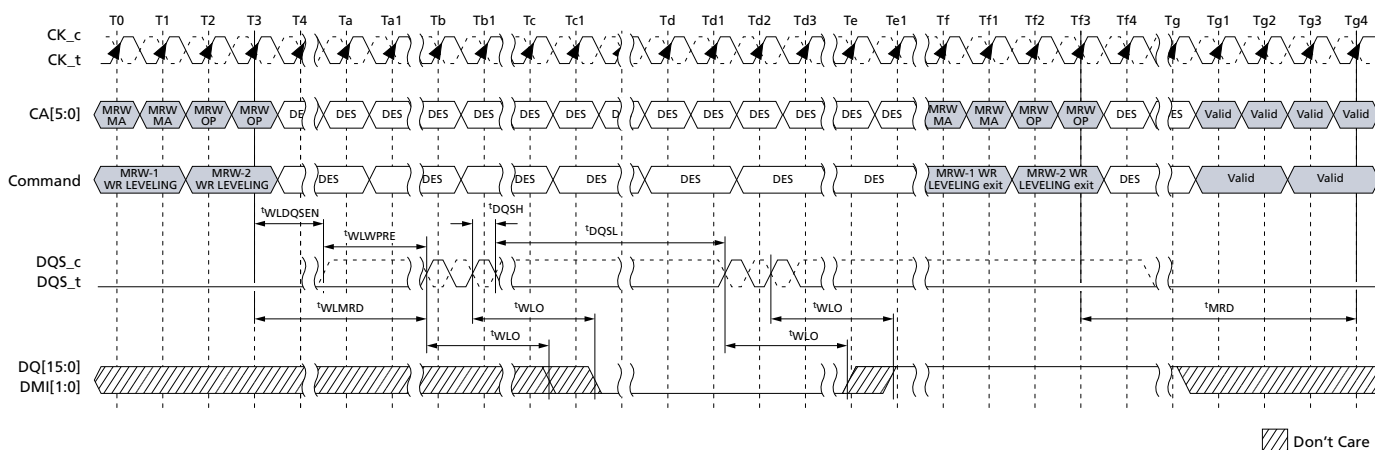 T0 T1 T2 T3 T4 Ta Ta1 Tb Tb1 Tc Tc1 Td Td1 Td2 Td3 Te Te1 Tf Tf1 Tf2 Tf3 Tf4 Tg Tg1 Tg2 Tg3 Tg4
CK_c
CK_t
CA[5:0]
MRW MA
MRW MA
MRW OP
MRW OP
DE
DES
DES
DES
DES
DES
DES
D
DES
DES
DES
DES
DES
DES
MRW MA
MRW MA
MRW OP
MRW OP
DES
DES
ES
Valid
Valid
Valid
Valid
Command
MRW-1
WR LEVELING
MRW-2
WR LEVELING
DES
DES
DES
DES
DES
DES
DES
MRW-1 WR
LEVELING exit
MRW-2 WR
LEVELING exit
DES
Valid
Valid
tWLDQSEN
tDQSH
tWLWPRE
tDQSL
DQS_c
DQS_t
tWLMRD
tWLO
tWLO
tMRD
tWLO
tWLO
DQ[15:0]
DMI[1:0]
Don't Care